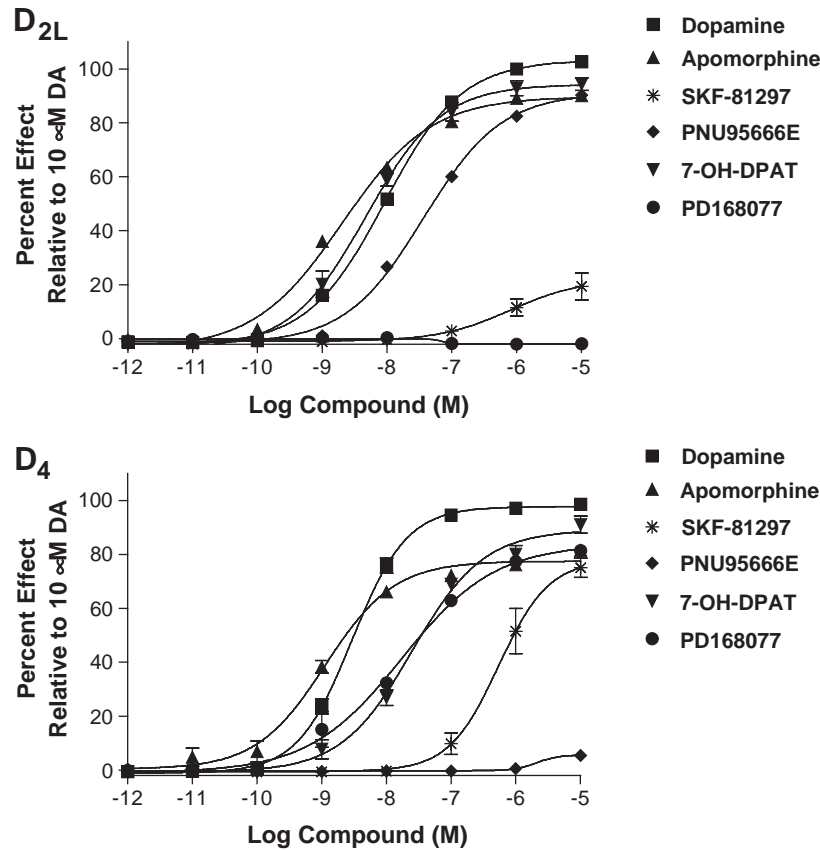 D2L
Percent Effect
Relative to 10 ∝M DA
100
80
60
40
20
0
-12 -11 -10 -9 -8 -7 -6 -5
Log Compound (M)
Dopamine
Apomorphine
SKF-81297
PNU95666E
7-OH-DPAT
PD168077
D4
Percent Effect
Relative to 10 ∝M DA
100
80
60
40
20
0
-12 -11 -10 -9 -8 -7 -6 -5
Log Compound (M)
Dopamine
Apomorphine
SKF-81297
PNU95666E
7-OH-DPAT
PD168077